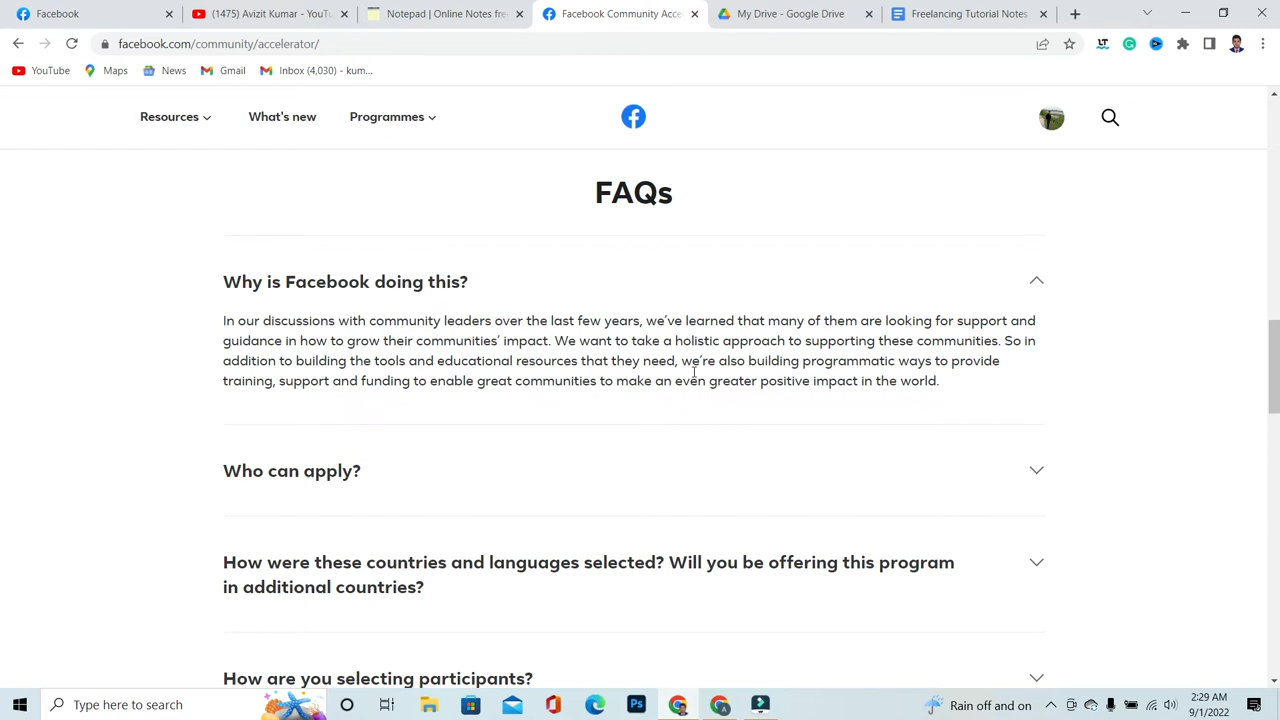 Facebook
(1475) Avizit Kumar - YouTu
Notepad | Online Notes free
Facebook Community Acce
My Drive - Google Drive
Freelancing Tutorial Notes
facebook.com/community/accelerator/
YouTube
Maps
News
Gmail
Inbox (4,030) - kum...
Resources
What's new
Programmes
FAQs
Why is Facebook doing this?
In our discussions with community leaders over the last few years, we've learned that many of them are looking for support and
guidance in how to grow their communities' impact. We want to take a holistic approach to supporting these communities. So in
addition to building the tools and educational resources that they need, we're also building programmatic ways to provide
training, support and funding to enable great communities to make an even greater positive impact in the world.
Who can apply?
How were these countries and languages selected? Will you be offering this program
in additional countries?
How are you selecting participants?
Type here to search
Ps
Rain off and on
2:29 AM
9/1/2022